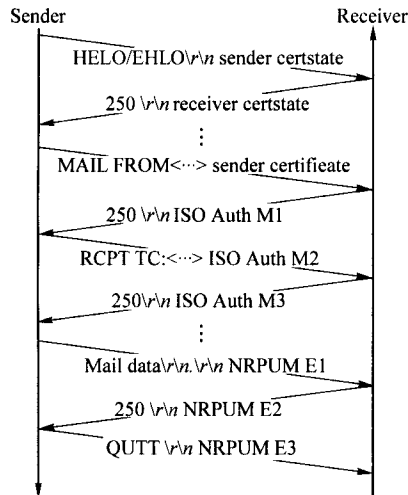 Sender Receiver
HELO/EHLO\r\n sender certstate
250 \r\n receiver certstate
⋮
MAIL FROM<···> sender certifieate
250 \r\n ISO Auth M1
RCPT TC:<···> ISO Auth M2
250\r\n ISO Auth M3
⋮
Mail data\r\n.\r\n NRPUM E1
250 \r\n NRPUM E2
QUTT \r\n NRPUM E3